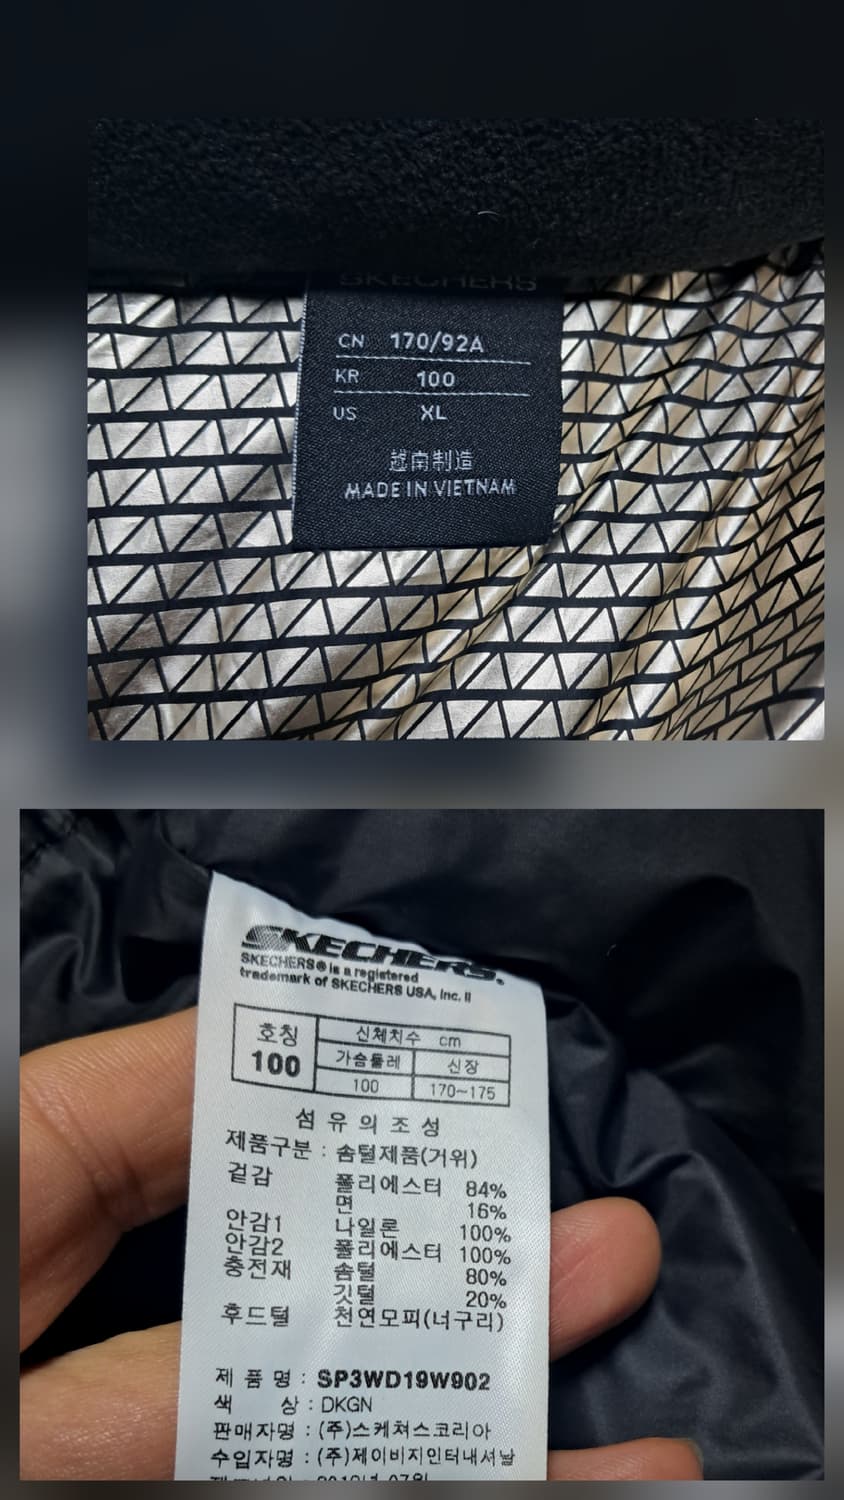 SKECHERS
CN 170/92A
KR 100
US XL
越南制造
MADE IN VIETNAM
SKECHERS.
SKECHERS® is a registered
trademark of SKECHERS USA, Inc. II
호칭 신체치수 cm
100 가슴둘레 신장
100 170~175
섬유의조성
제품구분 : 솜털제품(거위)
겉감 폴리에스터 84%
면 16%
안감1 나일론 100%
안감2 폴리에스터 100%
충전재 솜털 80%
깃털 20%
후드털 천연모피(너구리)
제품명 : SP3WD19W902
색상 : DKGN
판매자명 : (주)스케쳐스코리아
수입자명 : (주)제이비지인터내셔날